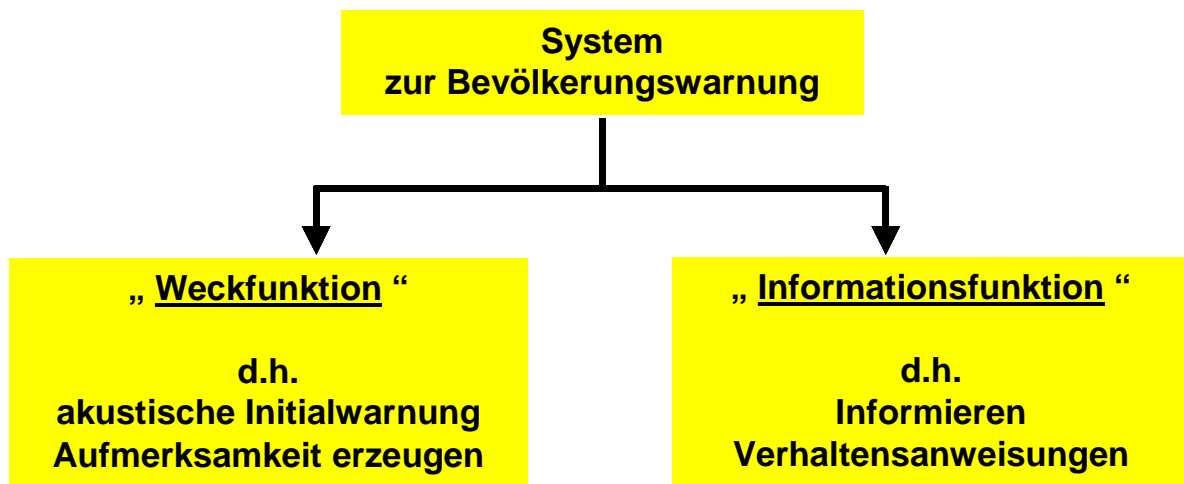 System
zur Bevölkerungswarnung
„ Weckfunktion “
d.h.
akustische Initialwarnung
Aufmerksamkeit erzeugen
„ Informationsfunktion “
d.h.
Informieren
Verhaltensanweisungen